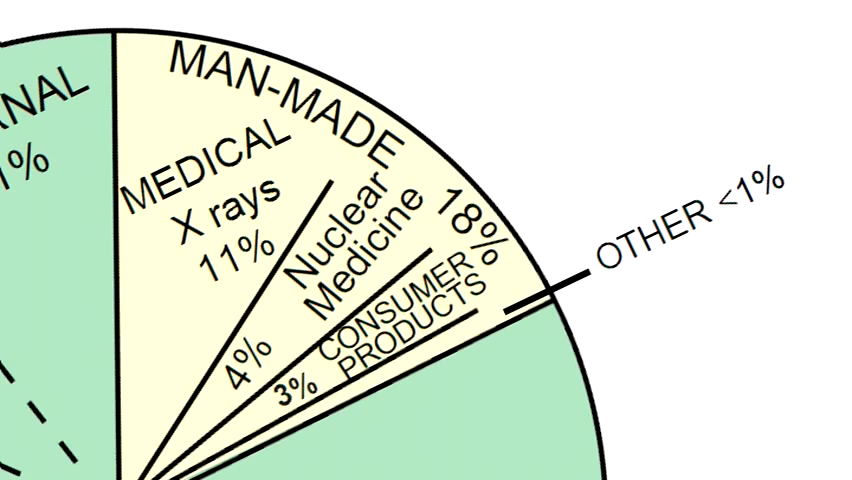 MAN-MADE
18%
MEDICAL
X rays
11%
Nuclear
Medicine
4%
CONSUMER
PRODUCTS
3%
OTHER <1%